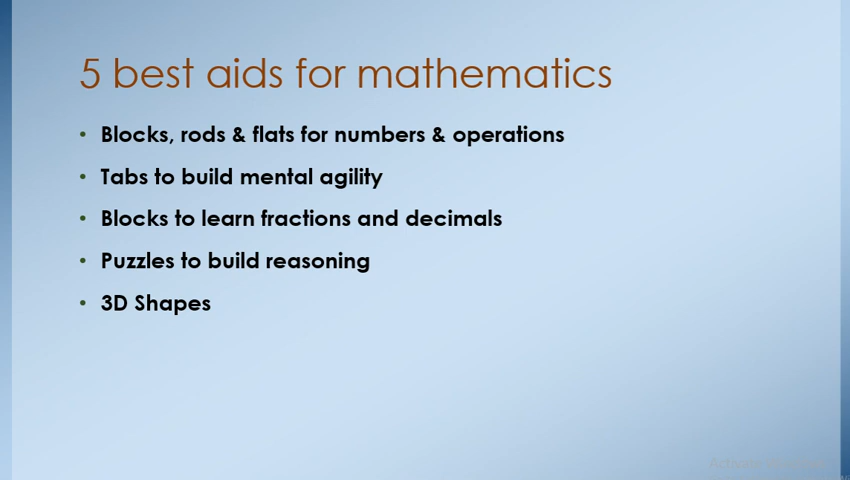 5 best aids for mathematics
• Blocks, rods & flats for numbers & operations
• Tabs to build mental agility
• Blocks to learn fractions and decimals
• Puzzles to build reasoning
• 3D Shapes